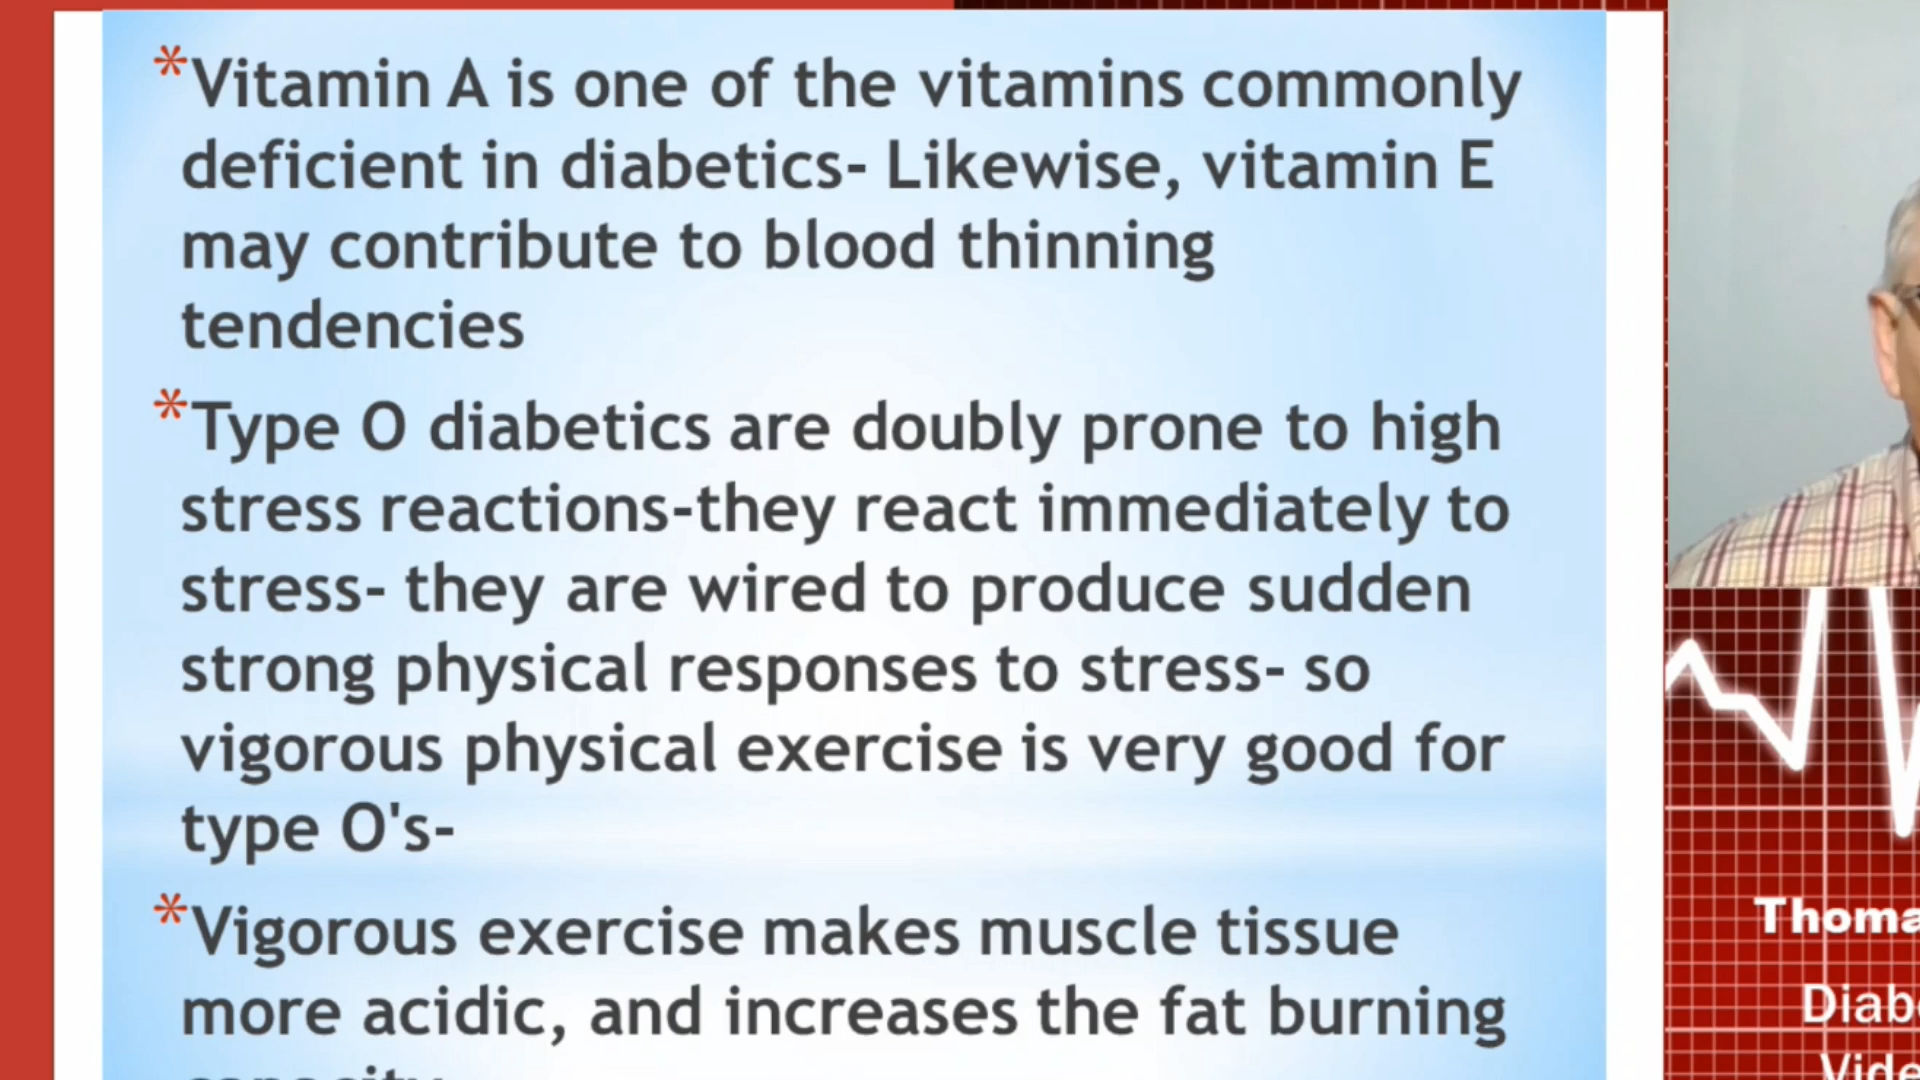 *Vitamin A is one of the vitamins commonly
deficient in diabetics- Likewise, vitamin E
may contribute to blood thinning
tendencies
*Type O diabetics are doubly prone to high
stress reactions-they react immediately to
stress- they are wired to produce sudden
strong physical responses to stress- so
vigorous physical exercise is very good for
type O's-
*Vigorous exercise makes muscle tissue
more acidic, and increases the fat burning